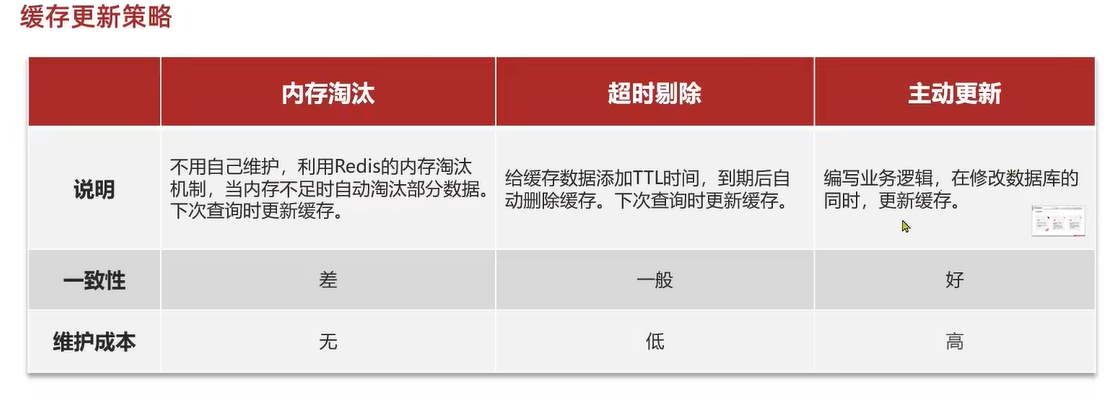 缓存更新策略
内存淘汰 超时剔除 主动更新
说明
不用自己维护，利用Redis的内存淘汰
机制，当内存不足时自动淘汰部分数据。
下次查询时更新缓存。
给缓存数据添加TTL时间，到期后自
动删除缓存。下次查询时更新缓存。
编写业务逻辑，在修改数据库的
同时，更新缓存。
一致性 差 一般 好
维护成本 无 低 高